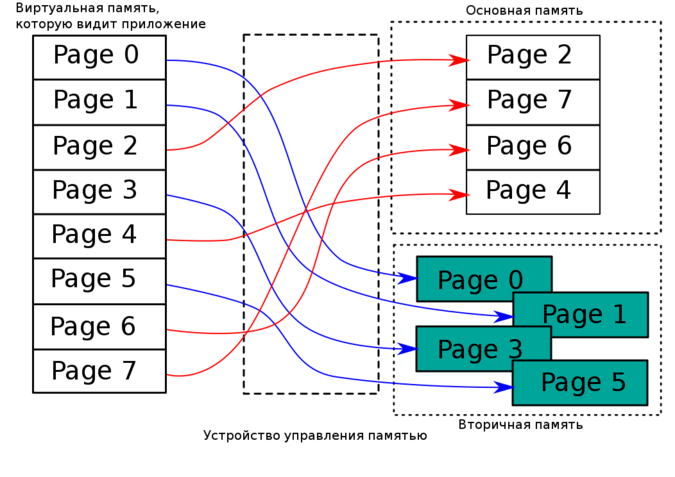 Виртуальная память,
которую видит приложение
Page 0
Page 1
Page 2
Page 3
Page 4
Page 5
Page 6
Page 7
Устройство управления памятью
Основная память
Page 2
Page 7
Page 6
Page 4
Page 0
Page 1
Page 3
Page 5
Вторичная память